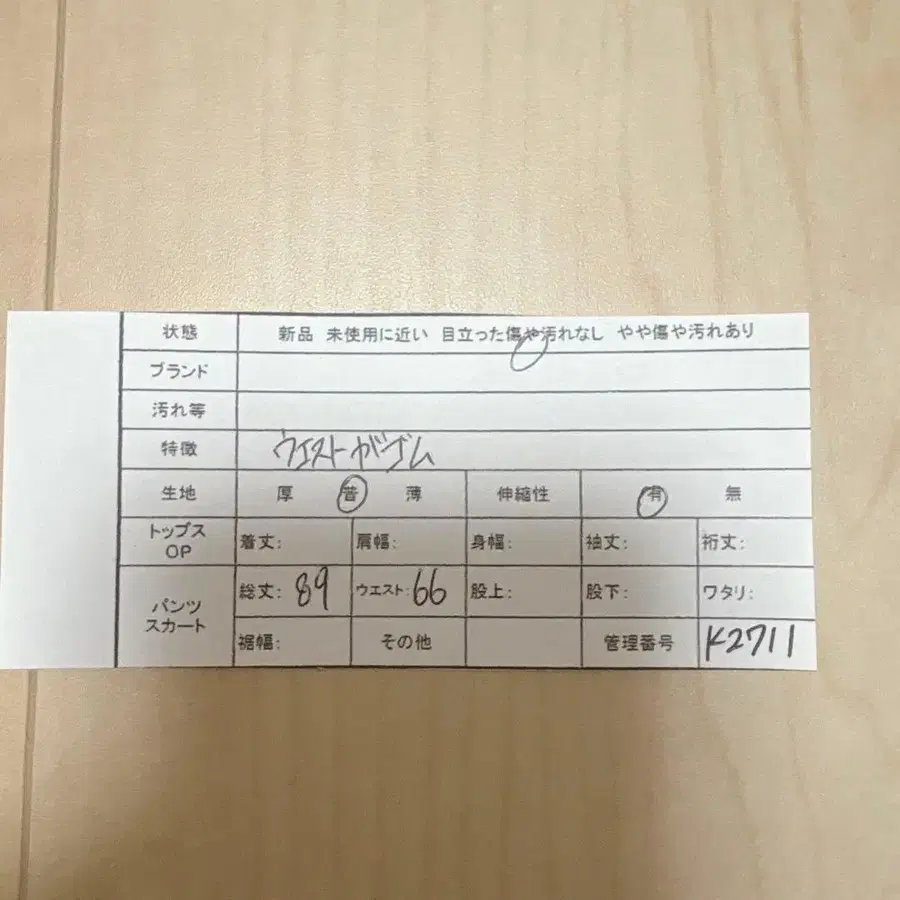 状態 新品 未使用に近い 目立った傷や汚れなし やや傷や汚れあり
ブランド
汚れ等
特徴 ウエストがゴム
生地 厚 普 薄 伸縮性 有 無
トップス
OP
着丈: 肩幅: 身幅: 袖丈: 裄丈:
パンツ
スカート
総丈: 89 ウエスト: 66 股上: 股下: ワタリ:
裾幅: その他 管理番号 K2711